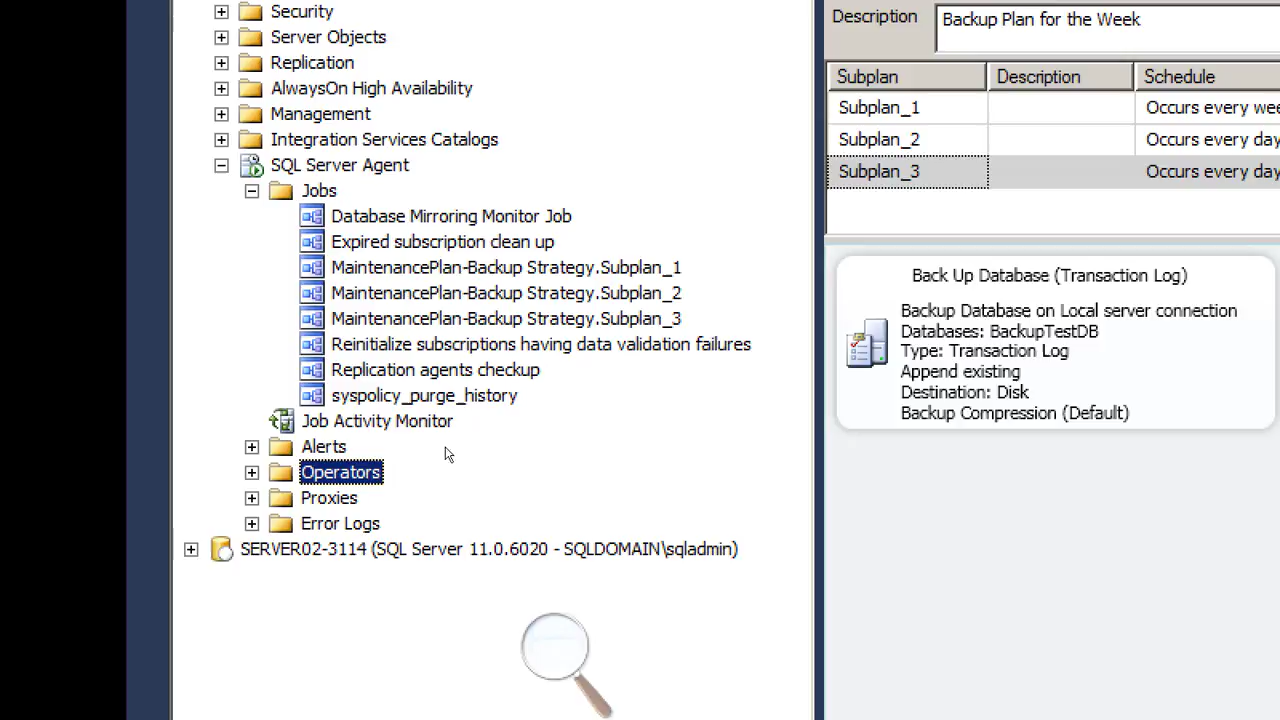 Security
Server Objects
Replication
AlwaysOn High Availability
Management
Integration Services Catalogs
SQL Server Agent
Jobs
Database Mirroring Monitor Job
Expired subscription clean up
MaintenancePlan-Backup Strategy.Subplan_1
MaintenancePlan-Backup Strategy.Subplan_2
MaintenancePlan-Backup Strategy.Subplan_3
Reinitialize subscriptions having data validation failures
Replication agents checkup
syspolicy_purge_history
Job Activity Monitor
Alerts
Operators
Proxies
Error Logs
SERVER02-3114 (SQL Server 11.0.6020 - SQLDOMAIN\sqladmin)
Description Backup Plan for the Week
Subplan Description Schedule
Subplan_1 Occurs every wee
Subplan_2 Occurs every day
Subplan_3 Occurs every day
Back Up Database (Transaction Log)
Backup Database on Local server connection
Databases: BackupTestDB
Type: Transaction Log
Append existing
Destination: Disk
Backup Compression (Default)